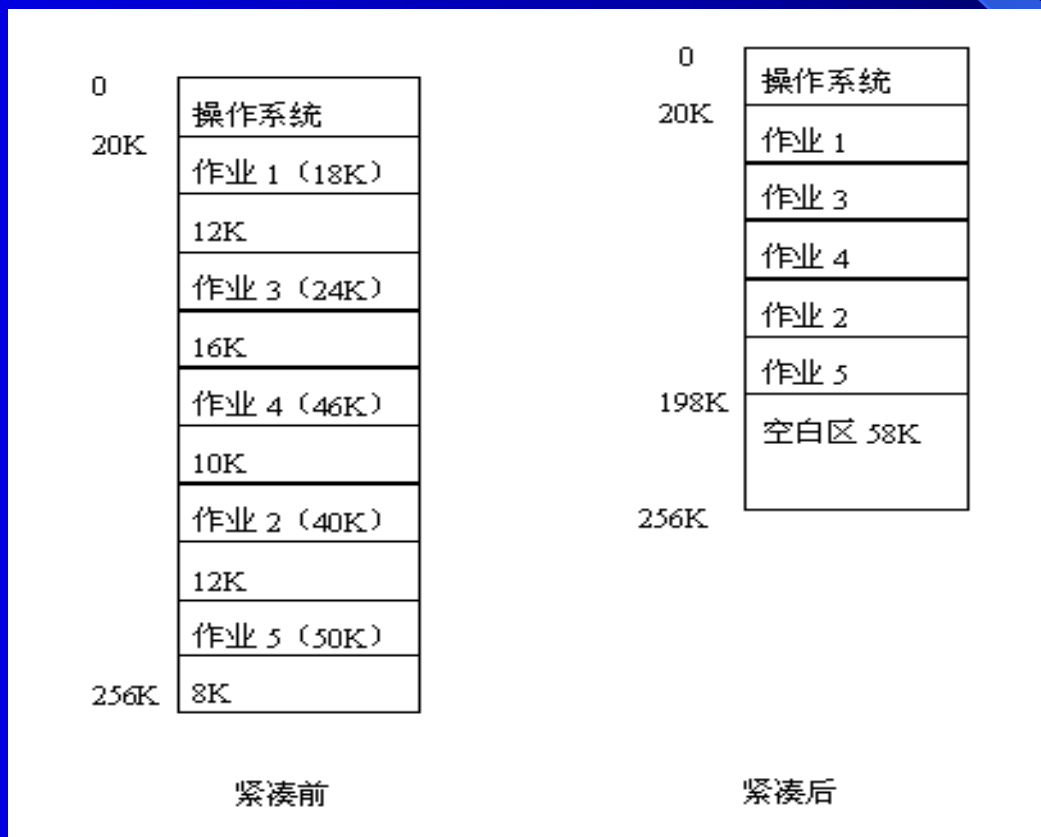 0
操作系统
20K
作业 1（18K）
12K
作业 3（24K）
16K
作业 4（46K）
10K
作业 2（40K）
12K
作业 5（50K）
256K
8K
紧凑前
0
操作系统
20K
作业 1
作业 3
作业 4
作业 2
作业 5
198K
空白区 58K
256K
紧凑后